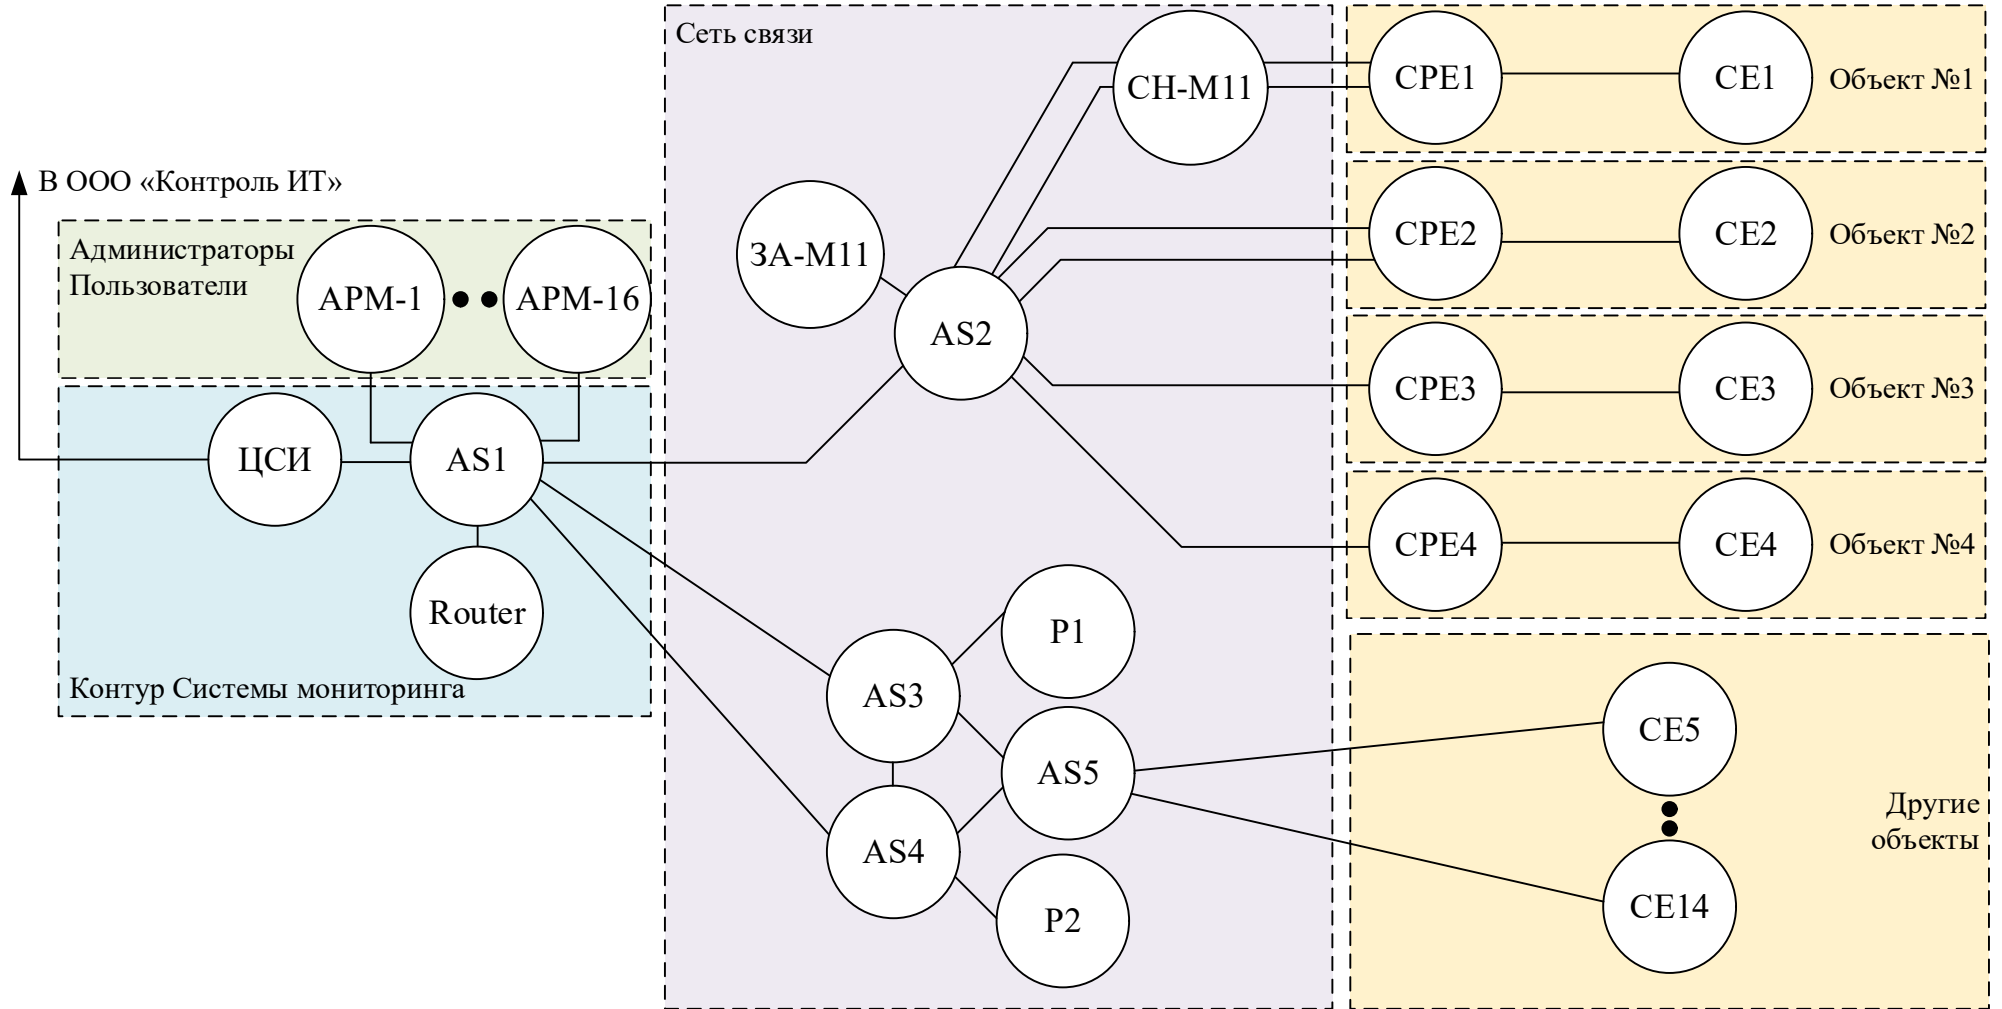 Сеть связи
СН-М11
CPE1
CE1
Объект №1
В ООО «Контроль ИТ»
Администраторы
Пользователи
АРМ-1
АРМ-16
ЗА-М11
CPE2
CE2
Объект №2
AS2
CPE3
CE3
Объект №3
ЦСИ
AS1
CPE4
CE4
Объект №4
Router
Контур Системы мониторинга
P1
AS3
AS5
AS4
P2
CE5
Другие
объекты
CE14